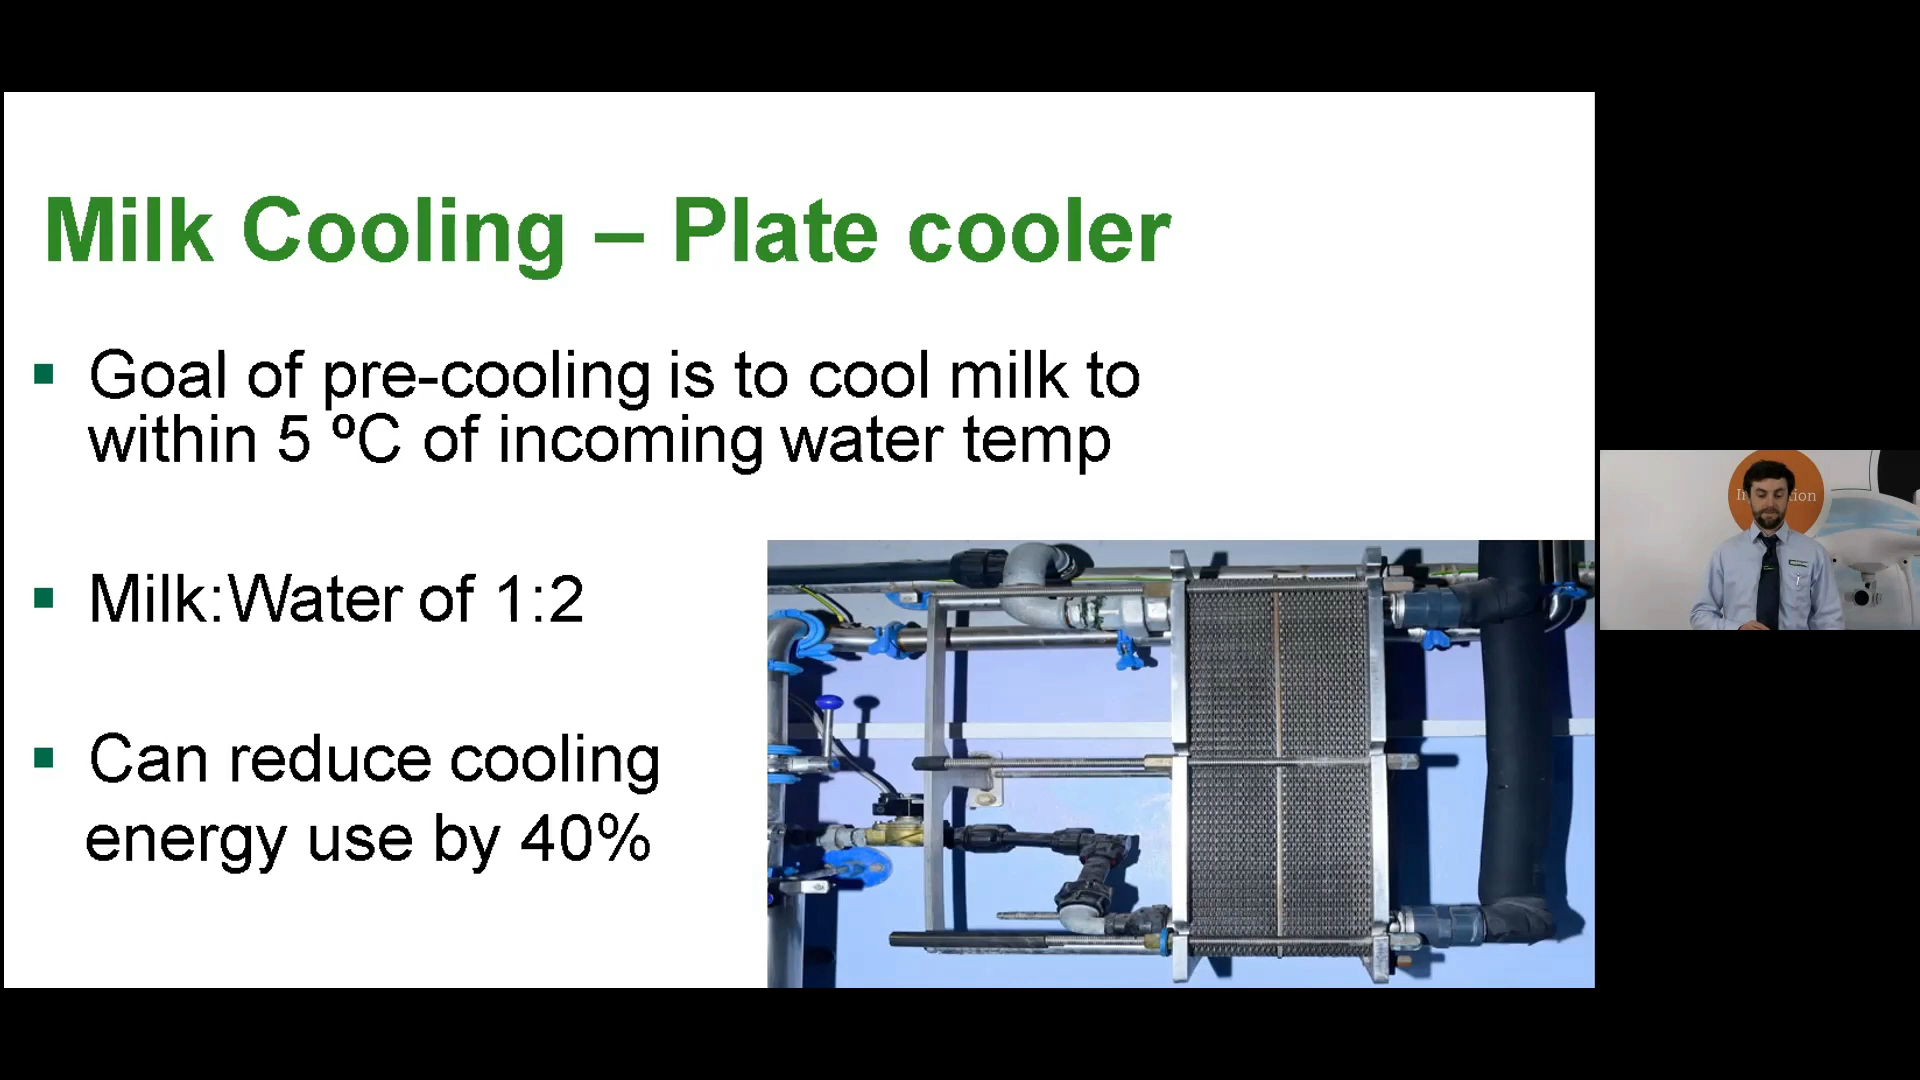 Milk Cooling – Plate cooler
▪ Goal of pre-cooling is to cool milk to
within 5 ºC of incoming water temp
▪ Milk:Water of 1:2
▪ Can reduce cooling
energy use by 40%